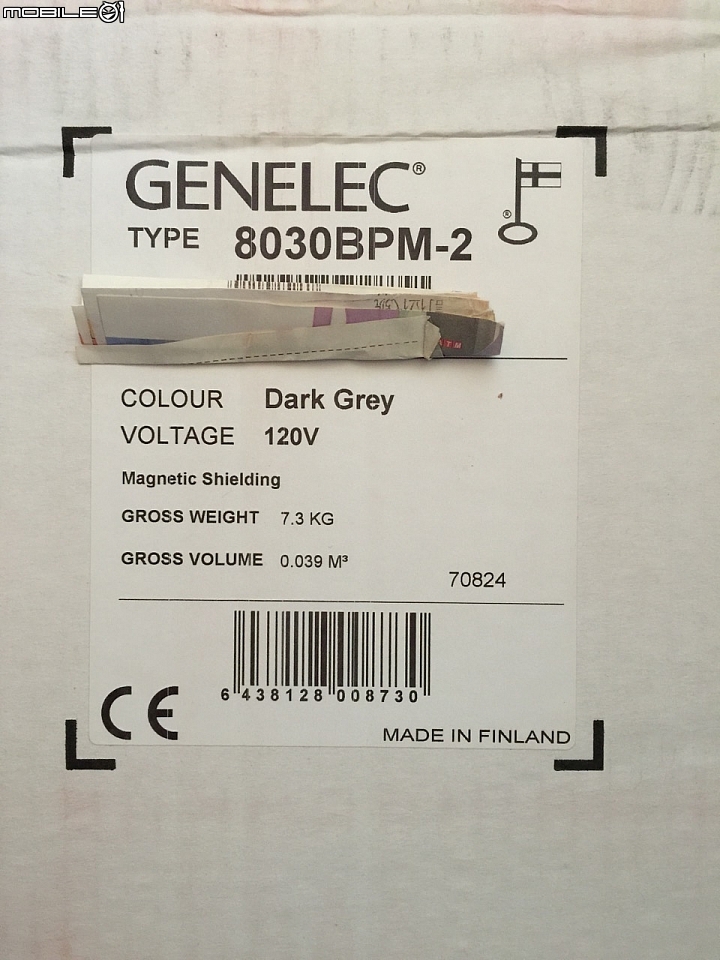 MOBILE01
GENELEC®
®
TYPE 8030BPM-2
TM
COLOUR Dark Grey
VOLTAGE 120V
Magnetic Shielding
GROSS WEIGHT 7.3 KG
GROSS VOLUME 0.039 M³
70824
6 438128 008730
CE
MADE IN FINLAND